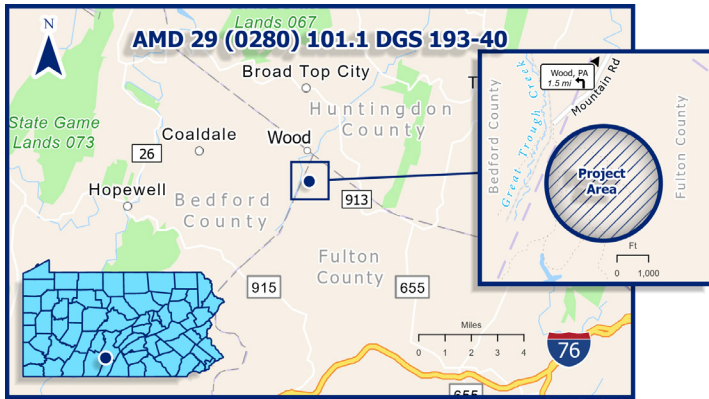 N
Lands 067
AMD 29 (0280) 101.1 DGS 193-40
Broad Top City
T
Huntingdon
County
State Game
Lands 073
Coaldale
Wood
26
Hopewell
913
Bedford
County
Fulton
County
915
655
Miles
0 1 2 3 4
76
655
Wood, PA
1.5 mi
Mountain Rd
Great Trough Creek
Bedford County
Fulton County
Project
Area
Ft
0 1,000